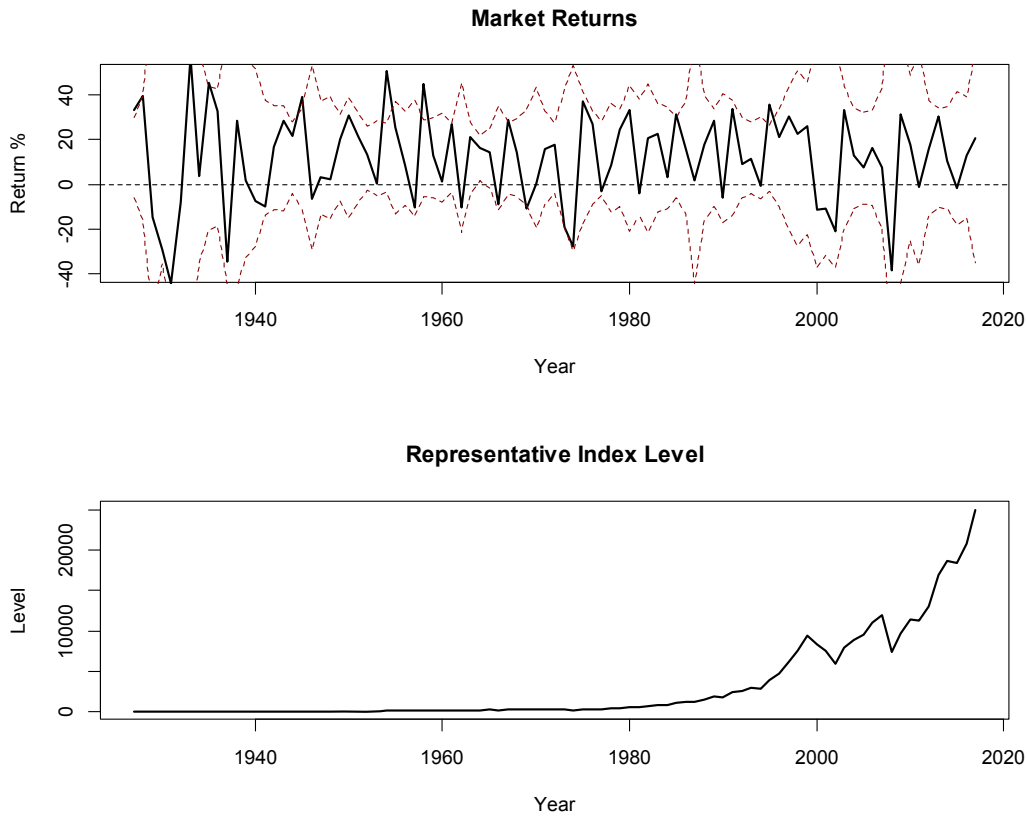 Market Returns
Return %
40
20
0
-20
-40
1940 1960 1980 2000 2020
Year
Representative Index Level
Level
20000
10000
0
1940 1960 1980 2000 2020
Year